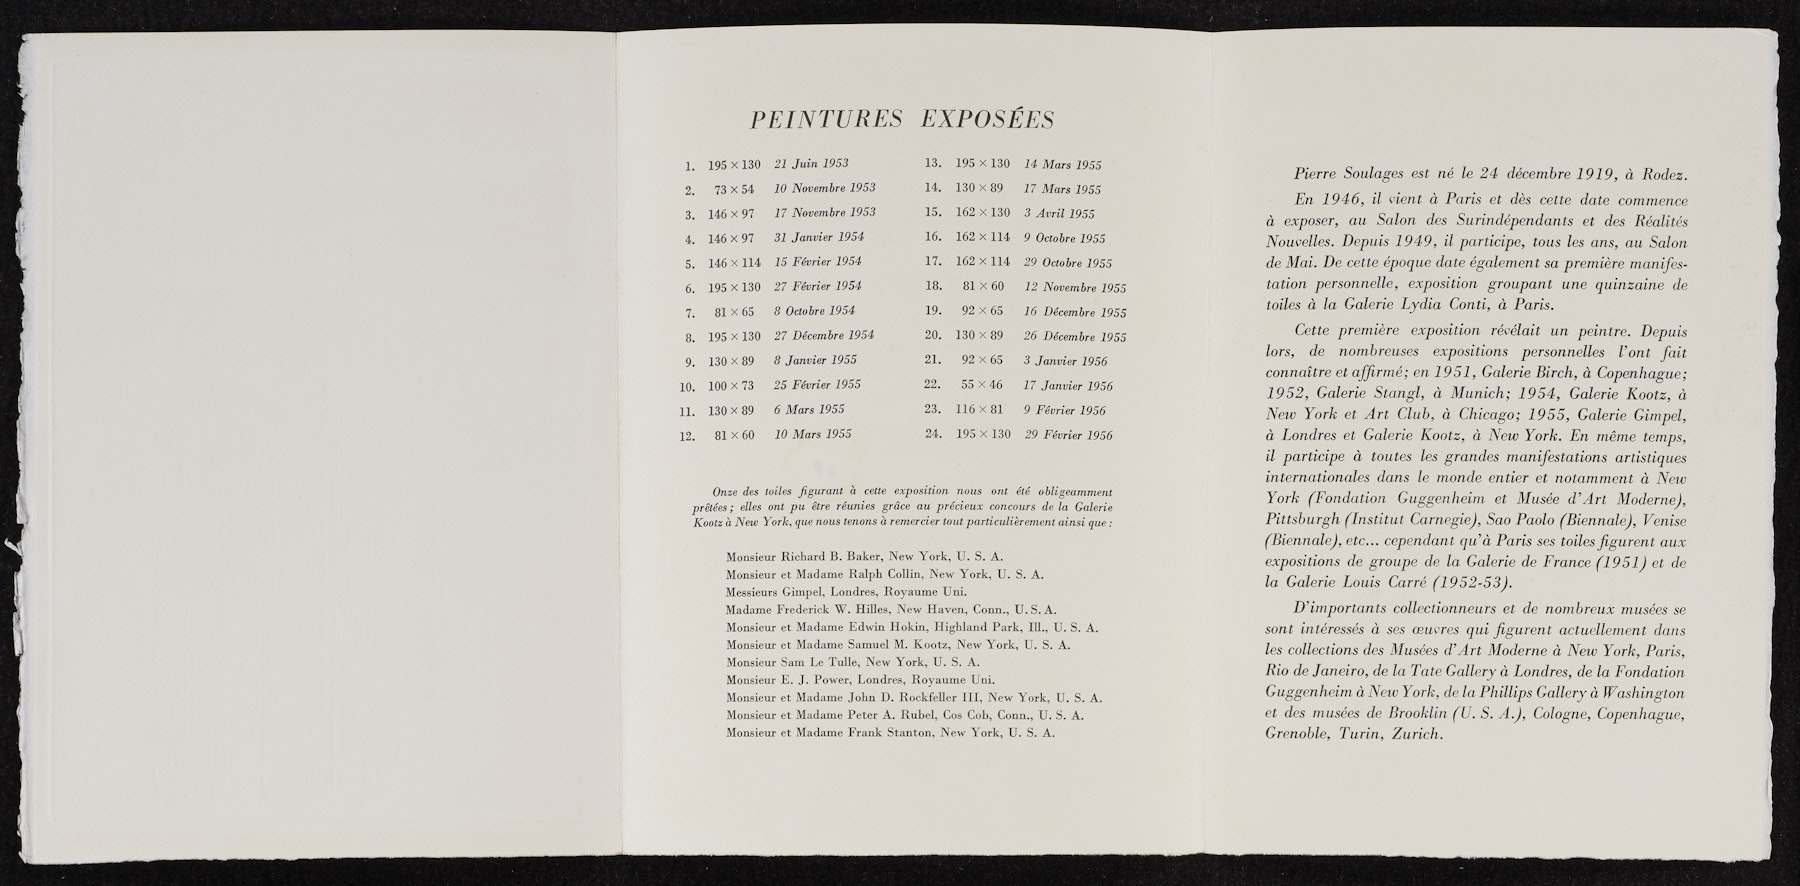 PEINTURES EXPOSÉES
1. 195 × 130 21 Juin 1953
2. 73 × 54 10 Novembre 1953
3. 146 × 97 17 Novembre 1953
4. 146 × 97 31 Janvier 1954
5. 146 × 114 15 Février 1954
6. 195 × 130 27 Février 1954
7. 81 × 65 8 Octobre 1954
8. 195 × 130 27 Décembre 1954
9. 130 × 89 8 Janvier 1955
10. 100 × 73 25 Février 1955
11. 130 × 89 6 Mars 1955
12. 81 × 60 10 Mars 1955
13. 195 × 130 14 Mars 1955
14. 130 × 89 17 Mars 1955
15. 162 × 130 3 Avril 1955
16. 162 × 114 9 Octobre 1955
17. 162 × 114 29 Octobre 1955
18. 81 × 60 12 Novembre 1955
19. 92 × 65 16 Décembre 1955
20. 130 × 89 26 Décembre 1955
21. 92 × 65 3 Janvier 1956
22. 55 × 46 17 Janvier 1956
23. 116 × 81 9 Février 1956
24. 195 × 130 29 Février 1956
Onze des toiles figurant à cette exposition nous ont été obligeamment
prêtées ; elles ont pu être réunies grâce au précieux concours de la Galerie
Kootz à New York, que nous tenons à remercier tout particulièrement ainsi que :
Monsieur Richard B. Baker, New York, U. S. A.
Monsieur et Madame Ralph Collin, New York, U. S. A.
Messieurs Gimpel, Londres, Royaume Uni.
Madame Frederick W. Hilles, New Haven, Conn., U. S. A.
Monsieur et Madame Edwin Hokin, Highland Park, Ill., U. S. A.
Monsieur et Madame Samuel M. Kootz, New York, U. S. A.
Monsieur Sam Le Tulle, New York, U. S. A.
Monsieur E. J. Power, Londres, Royaume Uni.
Monsieur et Madame John D. Rockfeller III, New York, U. S. A.
Monsieur et Madame Peter A. Rubel, Cos Cob, Conn., U. S. A.
Monsieur et Madame Frank Stanton, New York, U. S. A.
Pierre Soulages est né le 24 décembre 1919, à Rodez.
En 1946, il vient à Paris et dès cette date commence
à exposer, au Salon des Surindépendants et des Réalités
Nouvelles. Depuis 1949, il participe, tous les ans, au Salon
de Mai. De cette époque date également sa première manifes-
tation personnelle, exposition groupant une quinzaine de
toiles à la Galerie Lydia Conti, à Paris.
Cette première exposition révélait un peintre. Depuis
lors, de nombreuses expositions personnelles l'ont fait
connaître et affirmé ; en 1951, Galerie Birch, à Copenhague ;
1952, Galerie Stangl, à Munich ; 1954, Galerie Kootz, à
New York et Art Club, à Chicago ; 1955, Galerie Gimpel,
à Londres et Galerie Kootz, à New York. En même temps,
il participe à toutes les grandes manifestations artistiques
internationales dans le monde entier et notamment à New
York (Fondation Guggenheim et Musée d'Art Moderne),
Pittsburgh (Institut Carnegie), Sao Paolo (Biennale), Venise
(Biennale), etc... cependant qu'à Paris ses toiles figurent aux
expositions de groupe de la Galerie de France (1951) et de
la Galerie Louis Carré (1952-53).
D'importants collectionneurs et de nombreux musées se
sont intéressés à ses œuvres qui figurent actuellement dans
les collections des Musées d'Art Moderne à New York, Paris,
Rio de Janeiro, de la Tate Gallery à Londres, de la Fondation
Guggenheim à New York, de la Phillips Gallery à Washington
et des musées de Brooklin (U. S. A.), Cologne, Copenhague,
Grenoble, Turin, Zurich.